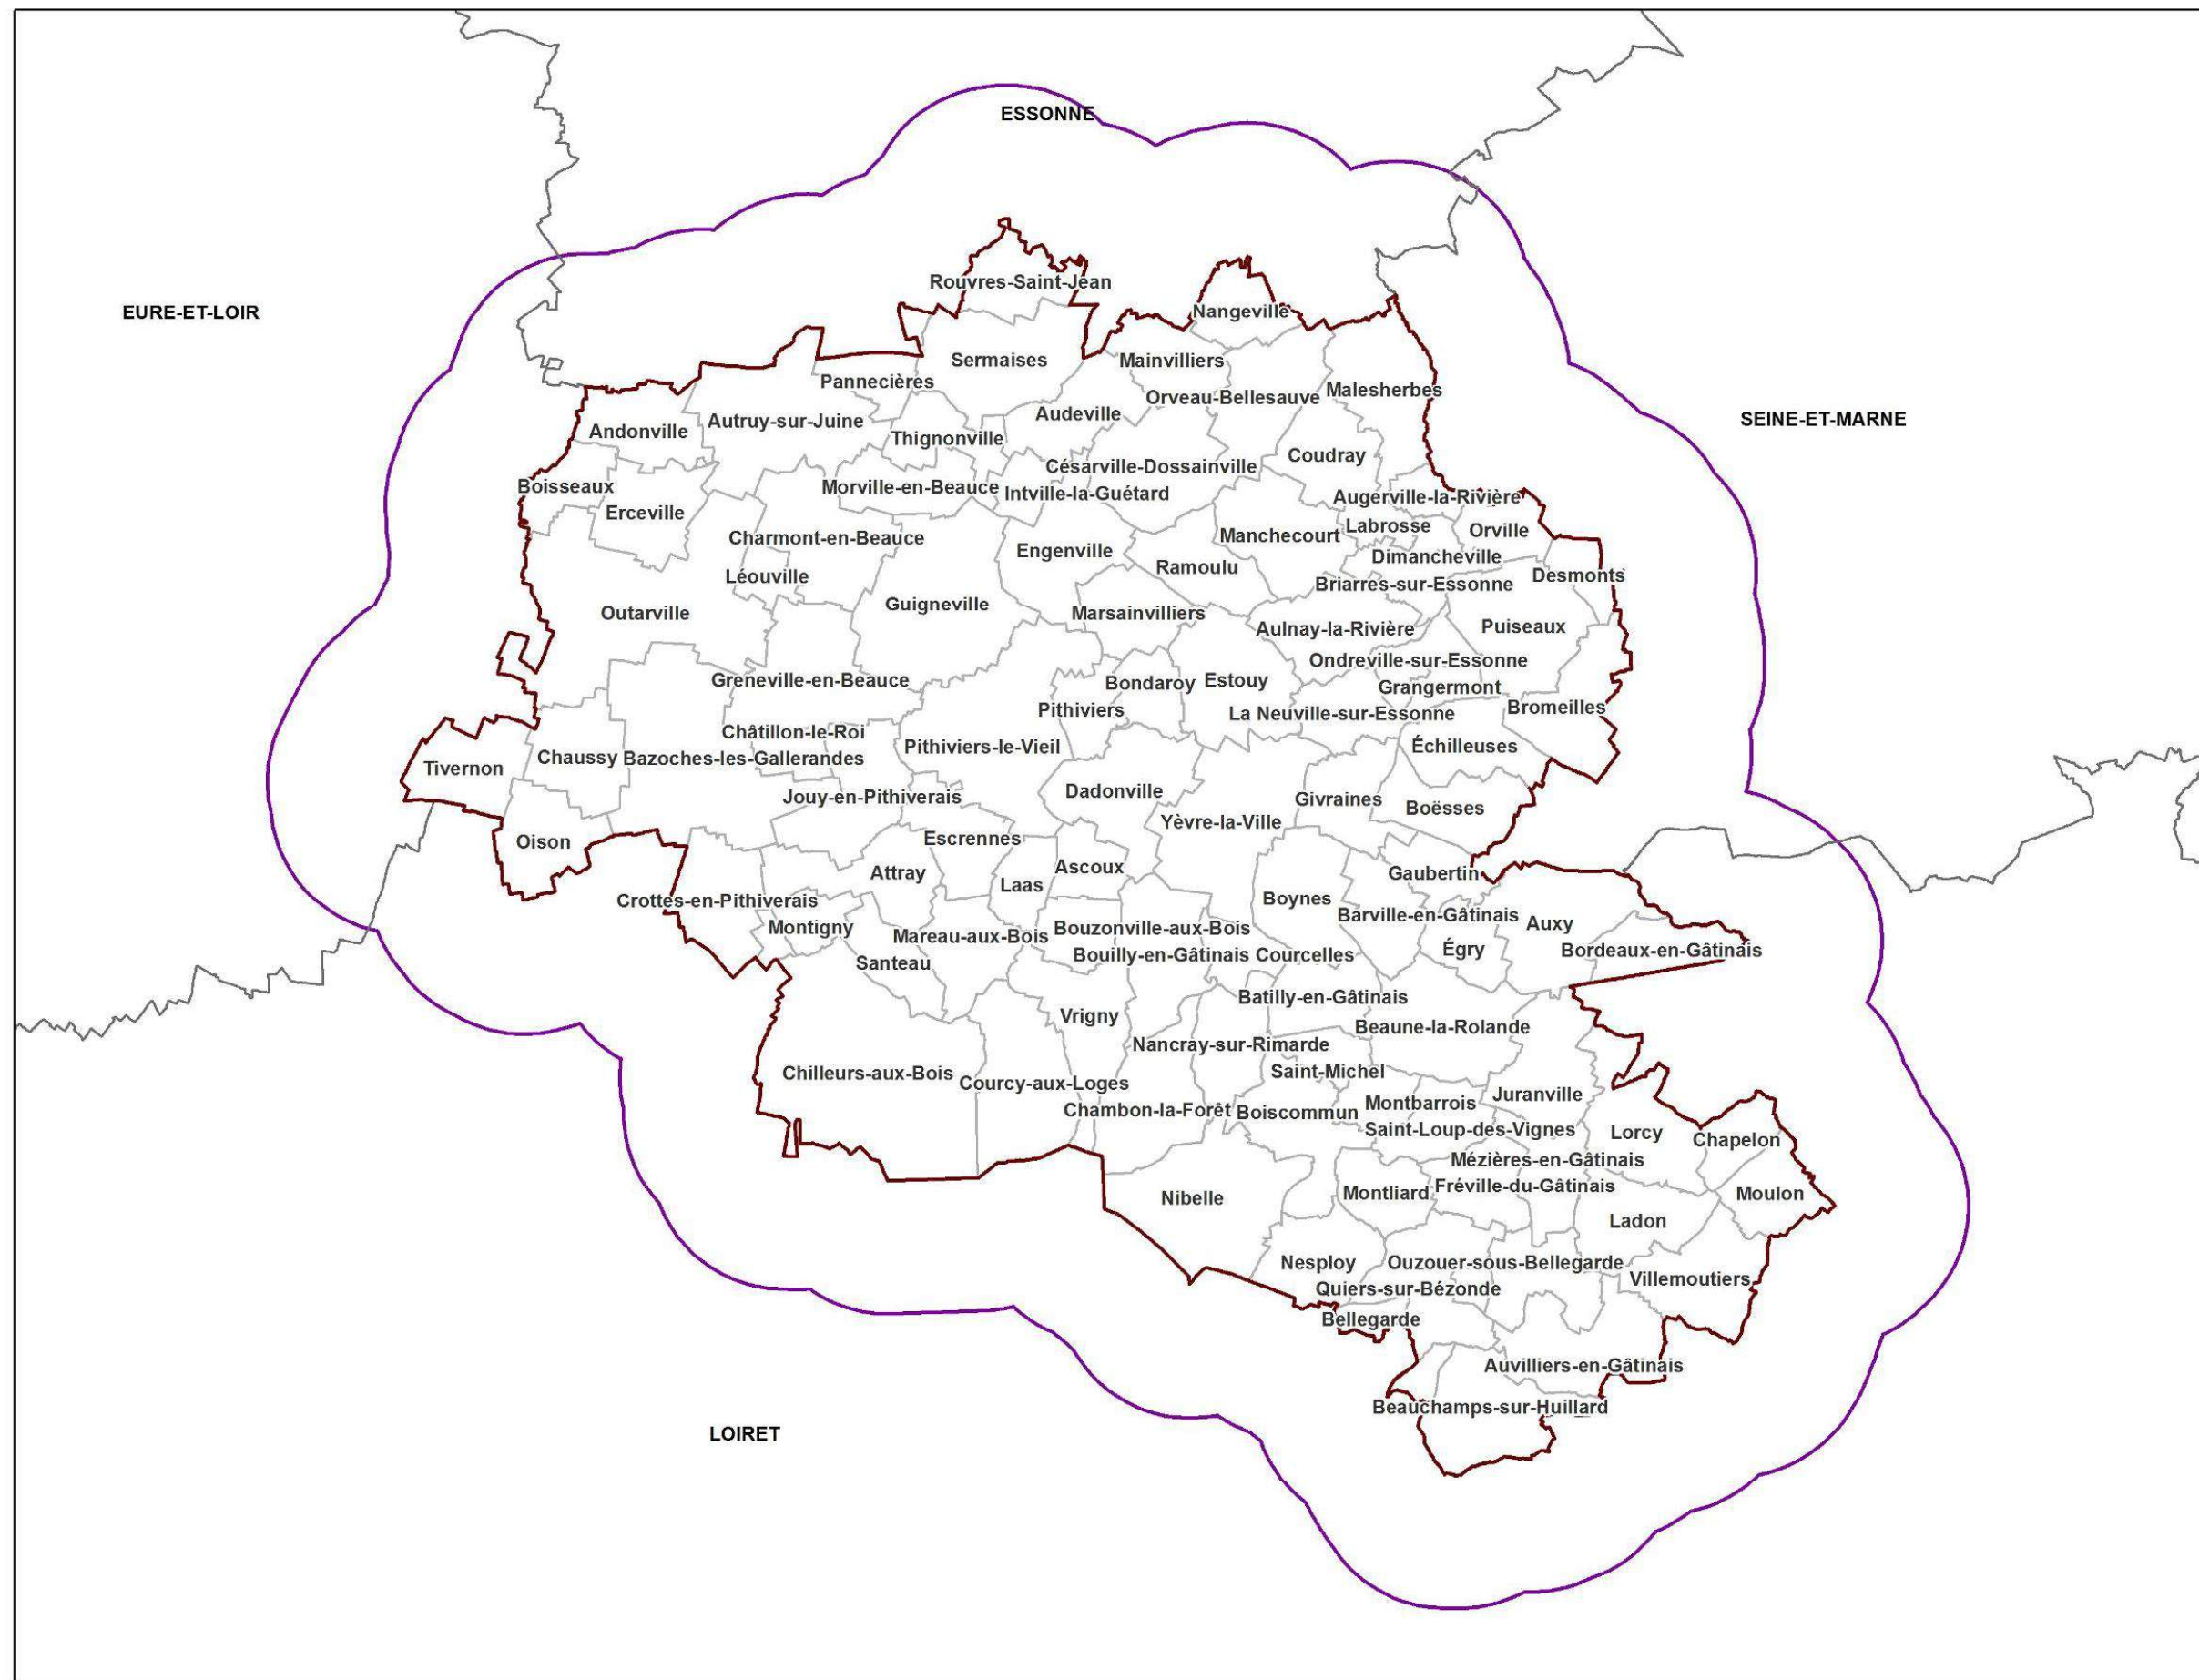 ESSONNE
Rouvres-Saint-Jean
EURE-ET-LOIR
Nangeville
Sermaises
Mainvilliers
Pannecières
Malesherbes
Orveau-Bellesauve
Audeville
SEINE-ET-MARNE
Autruy-sur-Juine
Andonville
Thignonville
Coudray
Césarville-Dossainville
Boisseaux
Morville-en-Beauce
Intville-la-Guétard
Augerville-la-Rivière
Erceville
Labrosse
Orville
Manchecourt
Charmont-en-Beauce
Engenville
Dimancheville
Ramoulu
Desmonts
Léouville
Briarres-sur-Essonne
Guigneville
Outarville
Marsainvilliers
Puiseaux
Aulnay-la-Rivière
Ondreville-sur-Essonne
Greneville-en-Beauce
Bondaroy
Estouy
Grangermont
Bromeilles
Pithiviers
La Neuville-sur-Essonne
Châtillon-le-Roi
Pithiviers-le-Vieil
Échilleuses
Chaussy
Bazoches-les-Gallerandes
Tivernon
Dadonville
Jouy-en-Pithiverais
Givraines
Boësses
Yèvre-la-Ville
Escrennes
Oison
Ascoux
Attray
Gaubertin
Laas
Boynes
Crottes-en-Pithiverais
Barville-en-Gâtinais
Auxy
Montigny
Bouzonville-aux-Bois
Mareau-aux-Bois
Égry
Bordeaux-en-Gâtinais
Bouilly-en-Gâtinais
Courcelles
Santeau
Batilly-en-Gâtinais
Vrigny
Beaune-la-Rolande
Nancray-sur-Rimarde
Saint-Michel
Chilleurs-aux-Bois
Courcy-aux-Loges
Juranville
Montbarrois
Chambon-la-Forêt
Boiscommun
Saint-Loup-des-Vignes
Lorcy
Chapelon
Mézières-en-Gâtinais
Fréville-du-Gâtinais
Montliard
Moulon
Nibelle
Ladon
Nesploy
Ouzouer-sous-Bellegarde
Villemoutiers
Quiers-sur-Bézonde
Bellegarde
Auvilliers-en-Gâtinais
Beauchamps-sur-Huillard
LOIRET